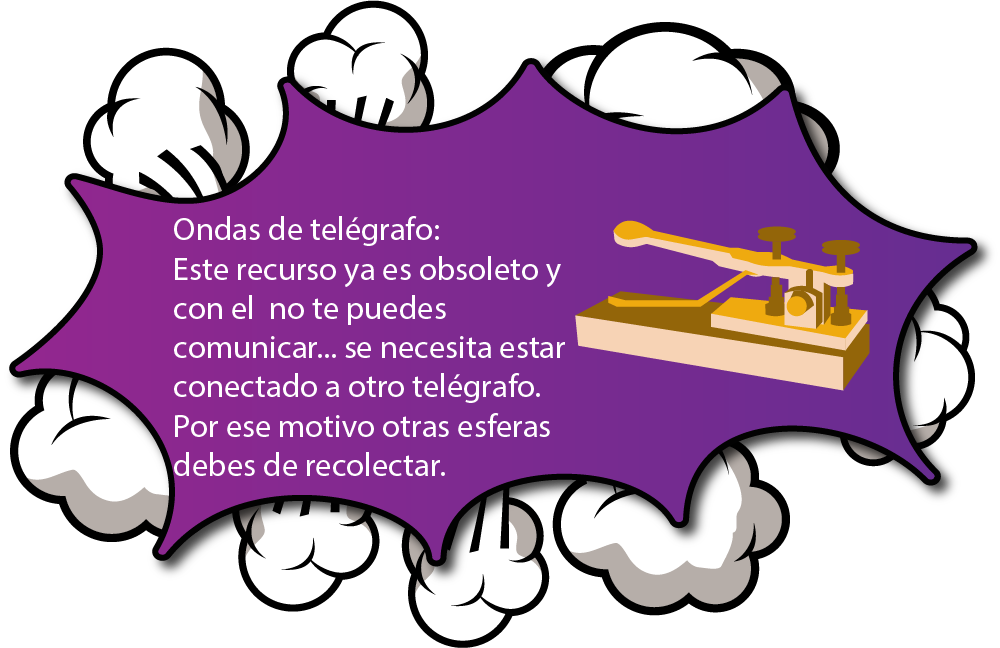 Ondas de telégrafo:
Este recurso ya es obsoleto y
con el  no te puedes
comunicar... se necesita estar
conectado a otro telégrafo.
Por ese motivo otras esferas
debes de recolectar.